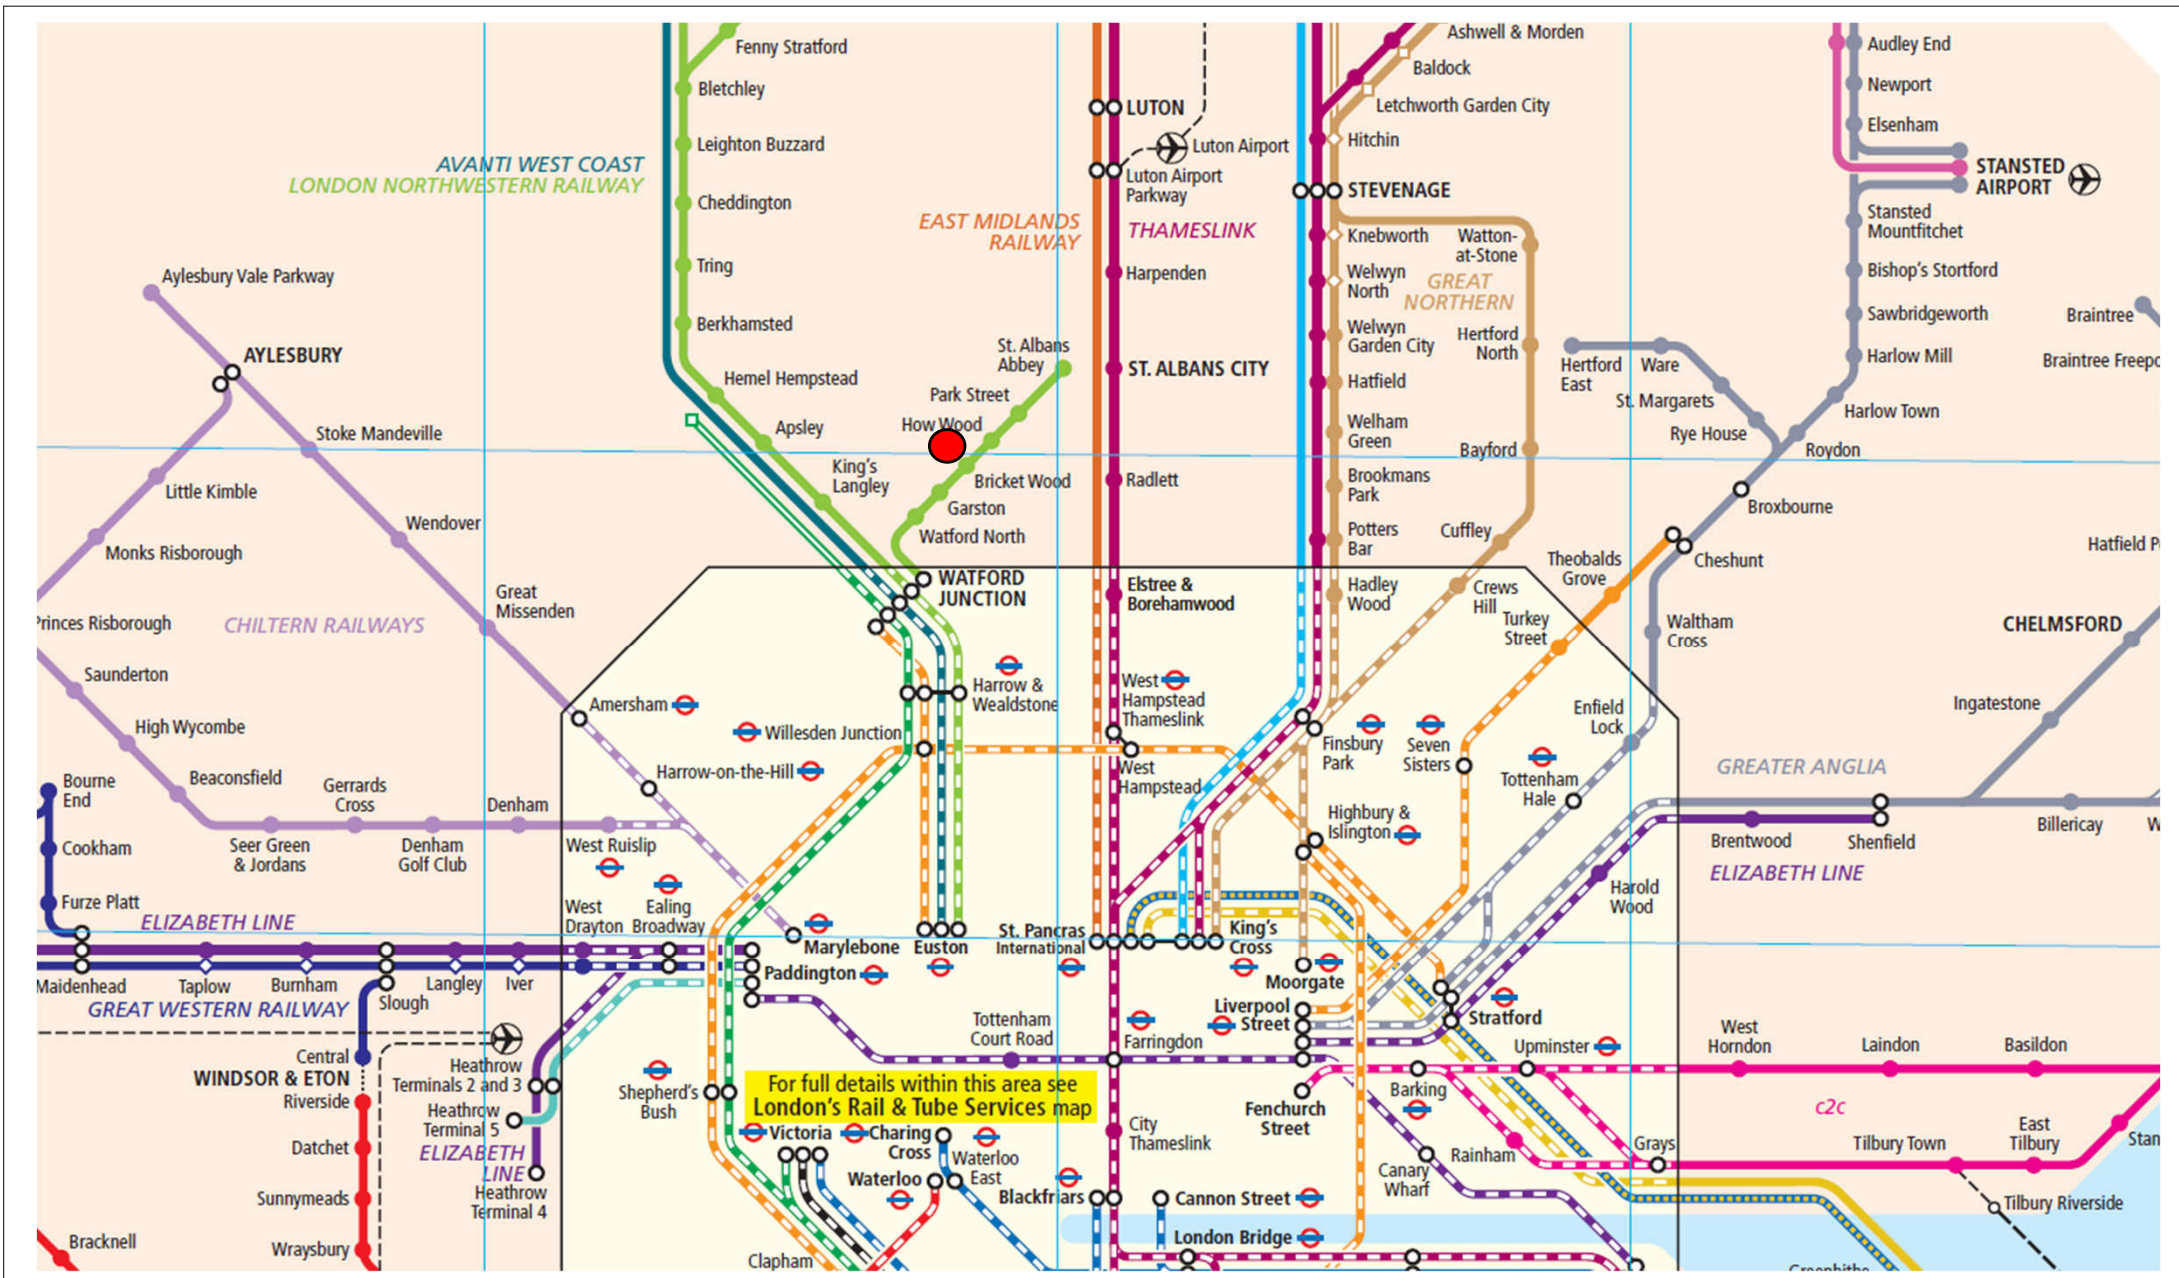 Fenny Stratford
Bletchley
Leighton Buzzard
AVANTI WEST COAST
LONDON NORTHWESTERN RAILWAY
Cheddington
Tring
Berkhamsted
Hemel Hempstead
Apsley
King's
Langley
St. Albans
Abbey
Park Street
How Wood
Bricket Wood
Garston
Watford North
WATFORD
JUNCTION
LUTON
Luton Airport
Luton Airport
Parkway
EAST MIDLANDS
RAILWAY
THAMESLINK
Harpenden
ST. ALBANS CITY
Radlett
Elstree &
Borehamwood
Ashwell & Morden
Baldock
Letchworth Garden City
Hitchin
STEVENAGE
Knebworth
Welwyn
North
Welwyn
Garden City
Hatfield
Welham
Green
Brookmans
Park
Potters
Bar
Hadley
Wood
Watton-
at-Stone
GREAT
NORTHERN
Hertford
North
Bayford
Cuffley
Crews
Hill
Audley End
Newport
Elsenham
STANSTED
AIRPORT
Stansted
Mountfitchet
Bishop's Stortford
Sawbridgeworth
Harlow Mill
Harlow Town
Roydon
Hertford
East
Ware
St. Margarets
Rye House
Broxbourne
Cheshunt
Theobalds
Grove
Turkey
Street
Waltham
Cross
Enfield
Lock
Braintree
Braintree Freepo
Hatfield P
CHELMSFORD
Ingatestone
GREATER ANGLIA
Billericay
W
Shenfield
Brentwood
ELIZABETH LINE
Harold
Wood
Aylesbury Vale Parkway
AYLESBURY
Stoke Mandeville
Little Kimble
Wendover
Monks Risborough
Great
Missenden
Princes Risborough
CHILTERN RAILWAYS
Saunderton
High Wycombe
Beaconsfield
Gerrards
Cross
Seer Green
& Jordans
Denham
Golf Club
Denham
West Ruislip
Amersham
Harrow-on-the-Hill
Willesden Junction
Harrow &
Wealdstone
West
Hampstead
Thameslink
West
Hampstead
Finsbury
Park
Seven
Sisters
Tottenham
Hale
Highbury &
Islington
Bourne
End
Cookham
Furze Platt
ELIZABETH LINE
Maidenhead
Taplow
Burnham
Slough
Langley
Iver
West
Drayton
Ealing
Broadway
GREAT WESTERN RAILWAY
Marylebone
Paddington
Euston
St. Pancras
International
King's
Cross
Moorgate
Liverpool
Street
Stratford
Tottenham
Court Road
Farringdon
Central
WINDSOR & ETON
Riverside
Datchet
Sunnymeads
Wraysbury
Bracknell
Heathrow
Terminals 2 and 3
Heathrow
Terminal 5
ELIZABETH
LINE
Heathrow
Terminal 4
Shepherd's
Bush
For full details within this area see
London's Rail & Tube Services map
Victoria
Charing
Cross
Waterloo
East
Waterloo
Blackfriars
City
Thameslink
Cannon Street
London Bridge
Clapham
Fenchurch
Street
Barking
Upminster
Canary
Wharf
Rainham
Grays
West
Horndon
Laindon
Basildon
c2c
Tilbury Town
East
Tilbury
Stan
Tilbury Riverside